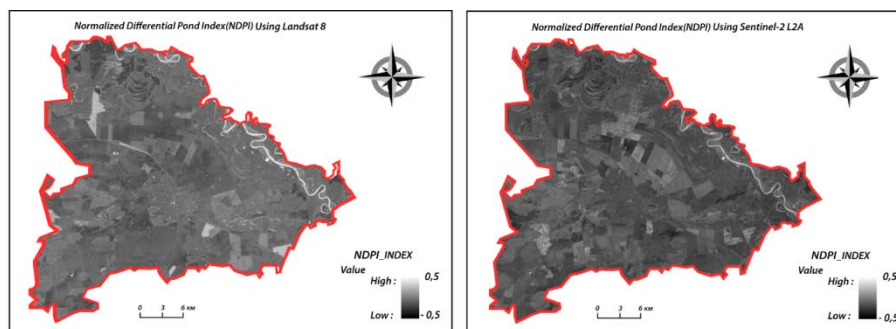 Normalized Differential Pond Index(NDPI) Using Landsat 8
NDPI_INDEX
Value
High : 0,5
Low : - 0,5
0 3 6 км
Normalized Differential Pond Index(NDPI) Using Sentinel-2 L2A
NDPI_INDEX
Value
High : 0,5
Low : - 0,5
0 3 6 км